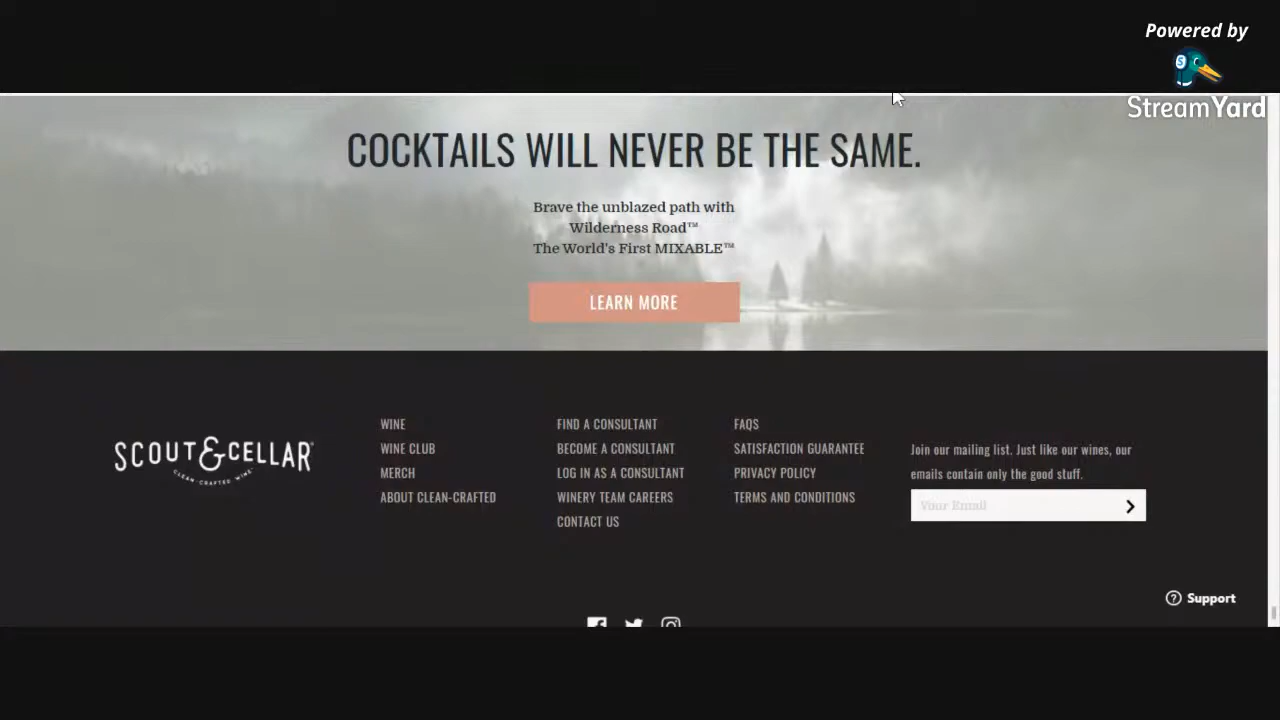 Powered by
StreamYard
COCKTAILS WILL NEVER BE THE SAME.
Brave the unblazed path with
Wilderness Road™
The World's First MIXABLE™
LEARN MORE
SCOUT & CELLAR®
CLEAN-CRAFTED WINE™
WINE
WINE CLUB
MERCH
ABOUT CLEAN-CRAFTED
FIND A CONSULTANT
BECOME A CONSULTANT
LOG IN AS A CONSULTANT
WINERY TEAM CAREERS
CONTACT US
FAQS
SATISFACTION GUARANTEE
PRIVACY POLICY
TERMS AND CONDITIONS
Join our mailing list. Just like our wines, our
emails contain only the good stuff.
Your Email
Support